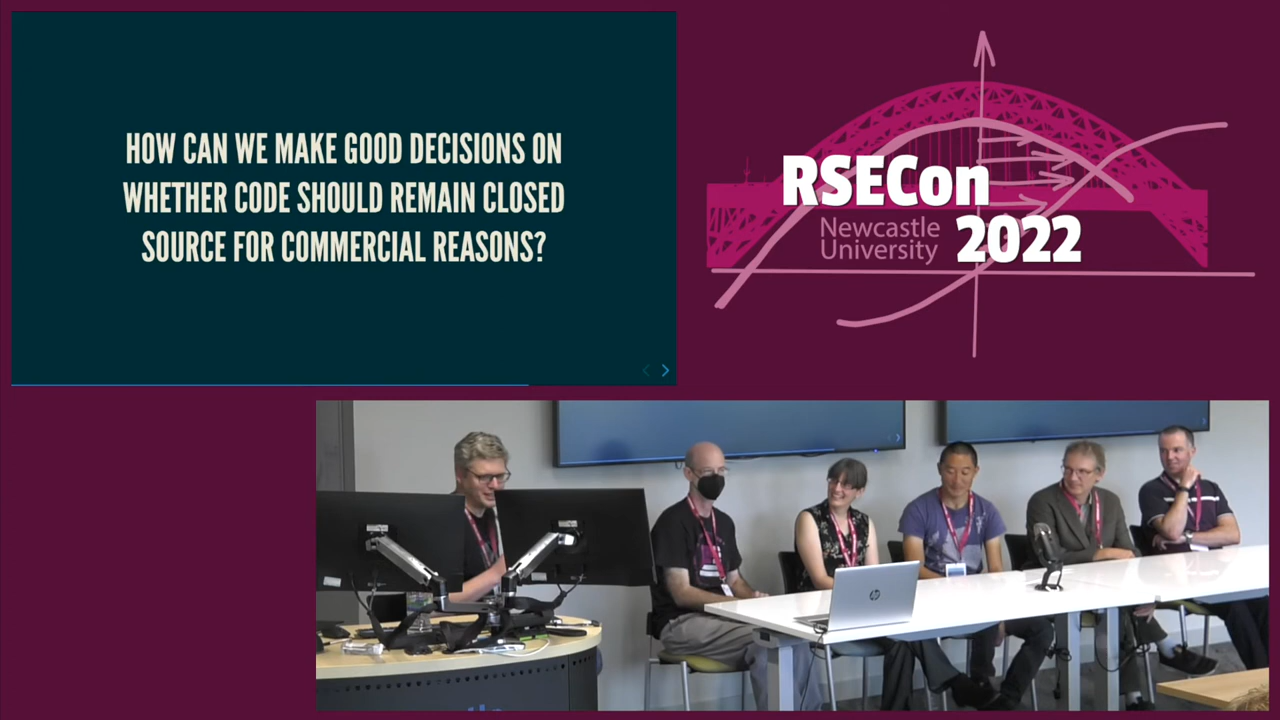 HOW CAN WE MAKE GOOD DECISIONS ON
WHETHER CODE SHOULD REMAIN CLOSED
SOURCE FOR COMMERCIAL REASONS?
RSECon
Newcastle
University
2022
hp